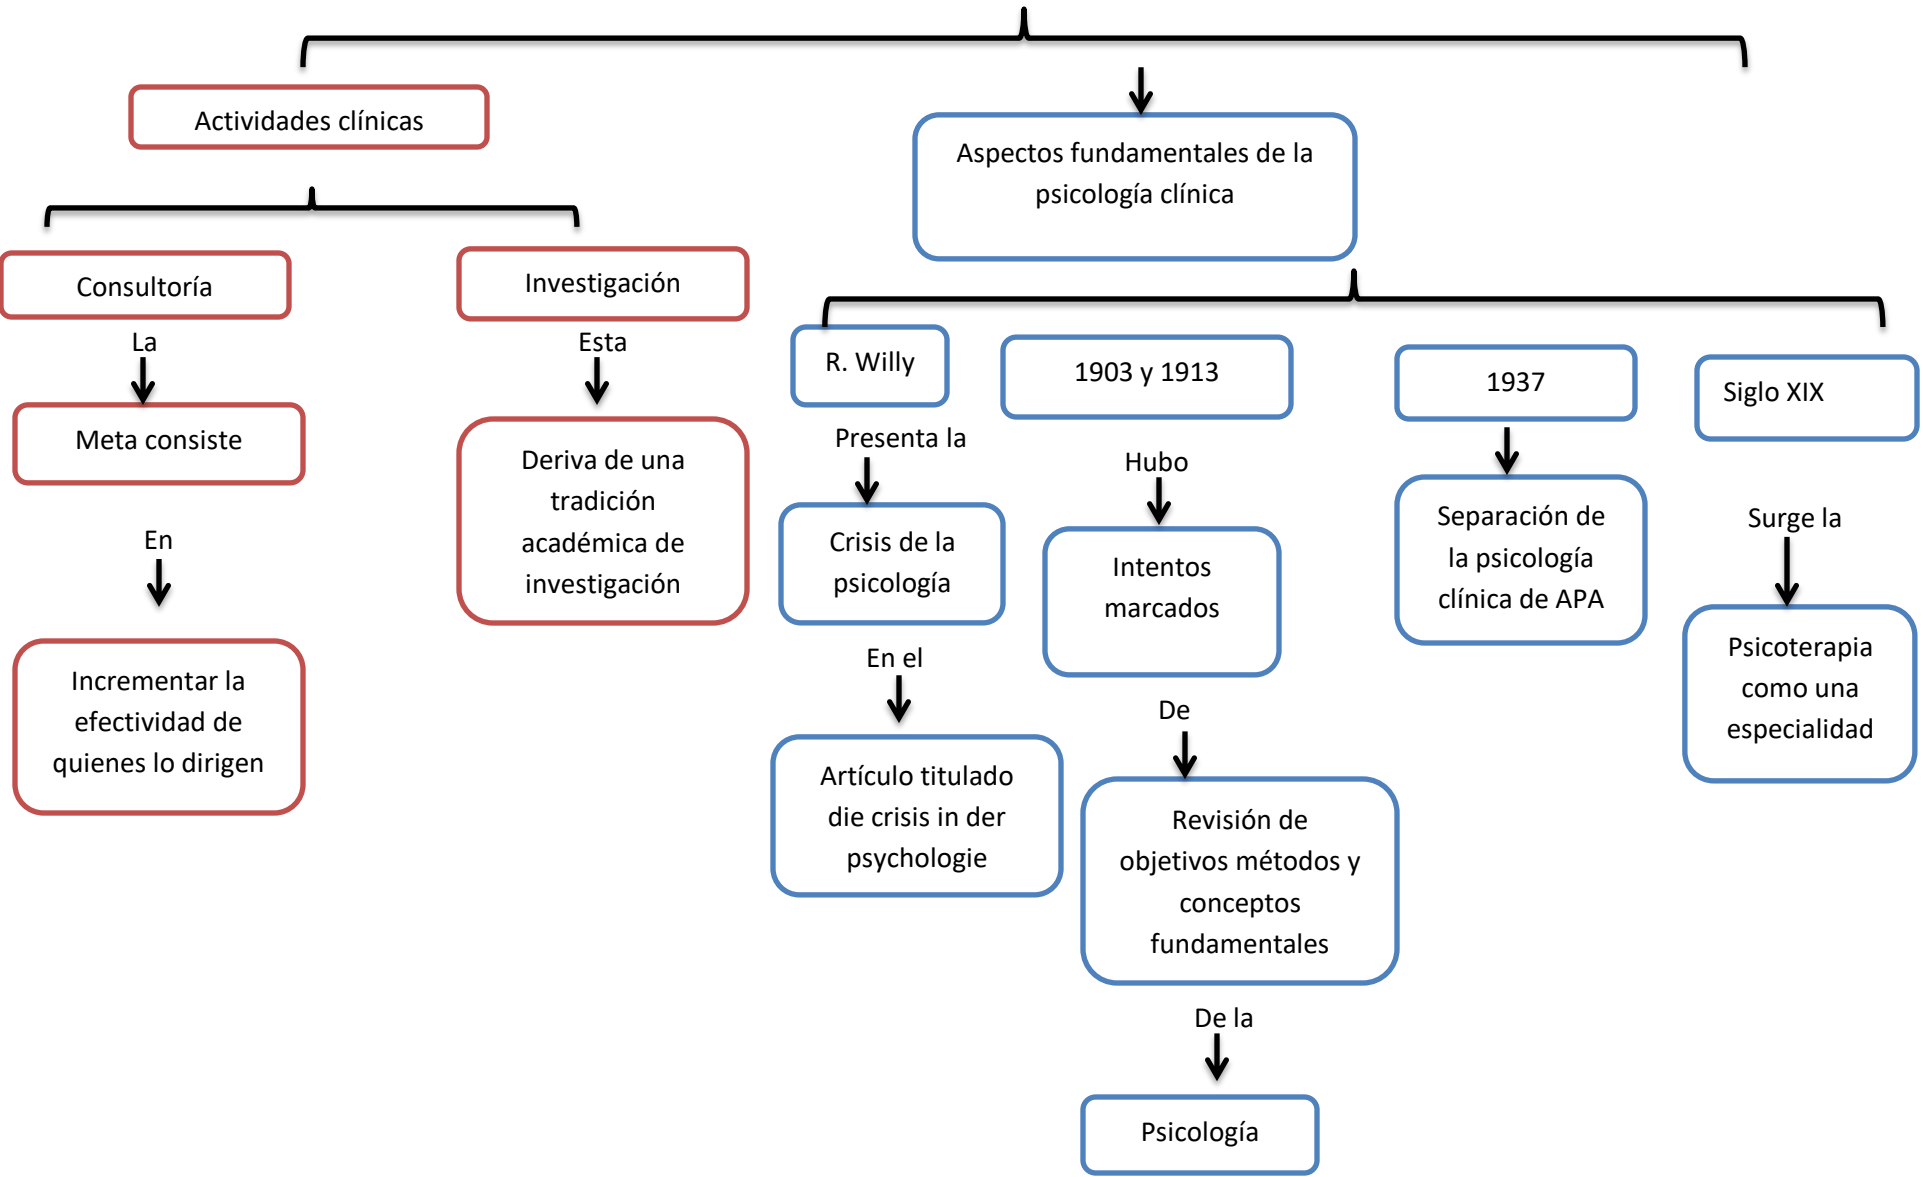 Actividades clínicas
Aspectos fundamentales de la
psicología clínica
Consultoría
La
Meta consiste
En
Incrementar la
efectividad de
quienes lo dirigen
Investigación
Esta
Deriva de una
tradición
académica de
investigación
R. Willy
Presenta la
Crisis de la
psicología
En el
Artículo titulado
die crisis in der
psychologie
1903 y 1913
Hubo
Intentos
marcados
De
Revisión de
objetivos métodos y
conceptos
fundamentales
De la
Psicología
1937
Separación de
la psicología
clínica de APA
Siglo XIX
Surge la
Psicoterapia
como una
especialidad